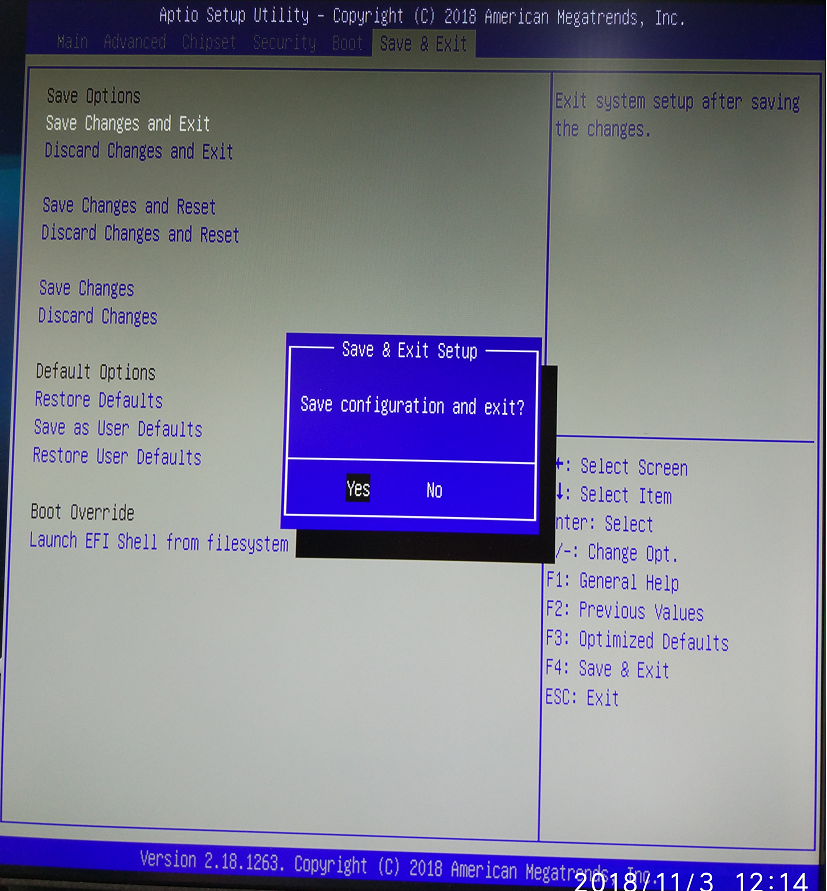 Aptio Setup Utility - Copyright (C) 2018 American Megatrends, Inc.
Main Advanced Chipset Security Boot Save & Exit
Save Options
Save Changes and Exit
Discard Changes and Exit
Save Changes and Reset
Discard Changes and Reset
Save Changes
Discard Changes
Default Options
Restore Defaults
Save as User Defaults
Restore User Defaults
Boot Override
Launch EFI Shell from filesystem
Exit system setup after saving
the changes.
Save & Exit Setup
Save configuration and exit?
Yes No
: Select Screen
↓: Select Item
nter: Select
/-: Change Opt.
F1: General Help
F2: Previous Values
F3: Optimized Defaults
F4: Save & Exit
ESC: Exit
Version 2.18.1263. Copyright (C) 2018 American Megatrends, Inc.
2018/11/3 12:14